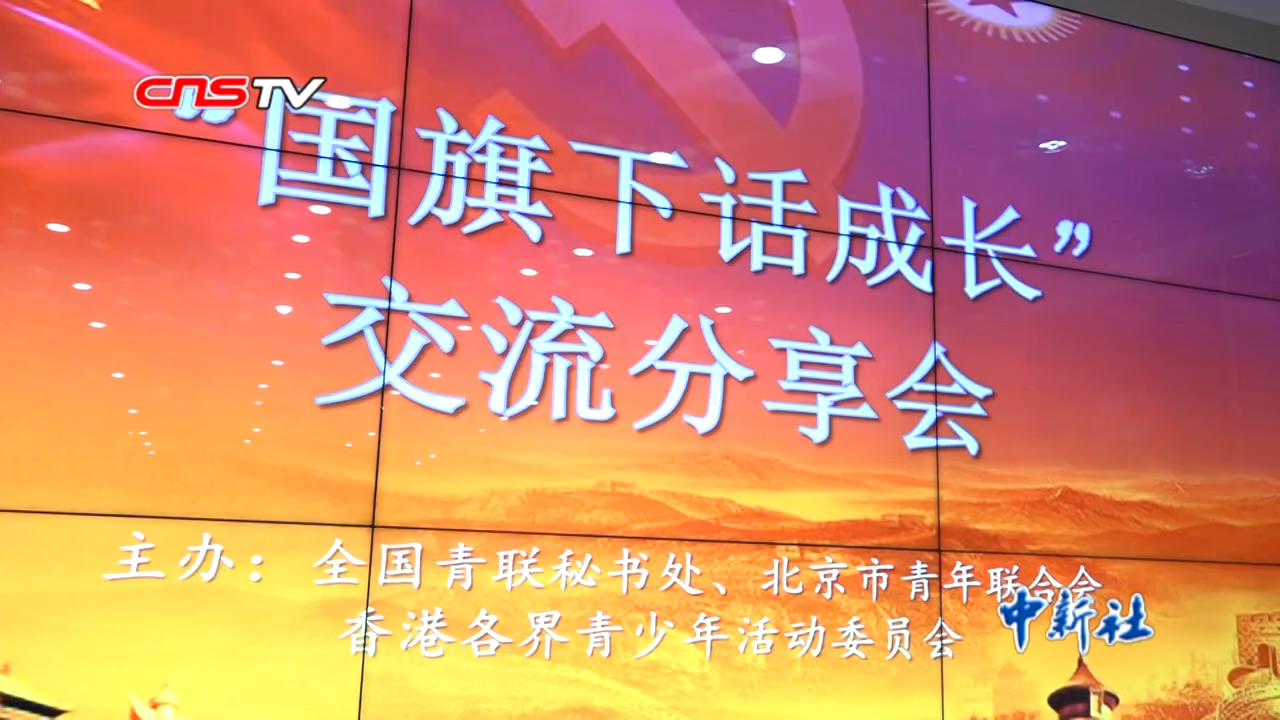 CNSTV
“国旗下话成长”
交流分享会
主办：全国青联秘书处、北京市青年联合会
香港各界青少年活动委员会
中新社